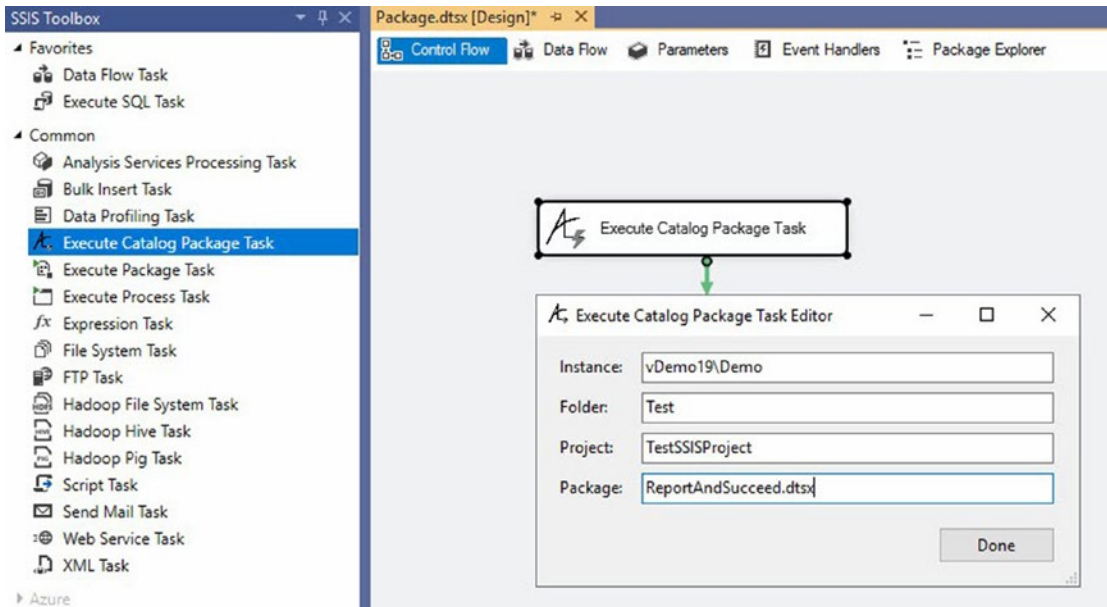 SSIS Toolbox
Favorites
Data Flow Task
Execute SQL Task
Common
Analysis Services Processing Task
Bulk Insert Task
Data Profiling Task
Execute Catalog Package Task
Execute Package Task
Execute Process Task
Expression Task
File System Task
FTP Task
Hadoop File System Task
Hadoop Hive Task
Hadoop Pig Task
Script Task
Send Mail Task
Web Service Task
XML Task
Azure
Package.dtsx [Design]*
Control Flow Data Flow Parameters Event Handlers Package Explorer
Execute Catalog Package Task
Execute Catalog Package Task Editor
Instance: vDemo19\Demo
Folder: Test
Project: TestSSISProject
Package: ReportAndSucceed.dtsx
Done